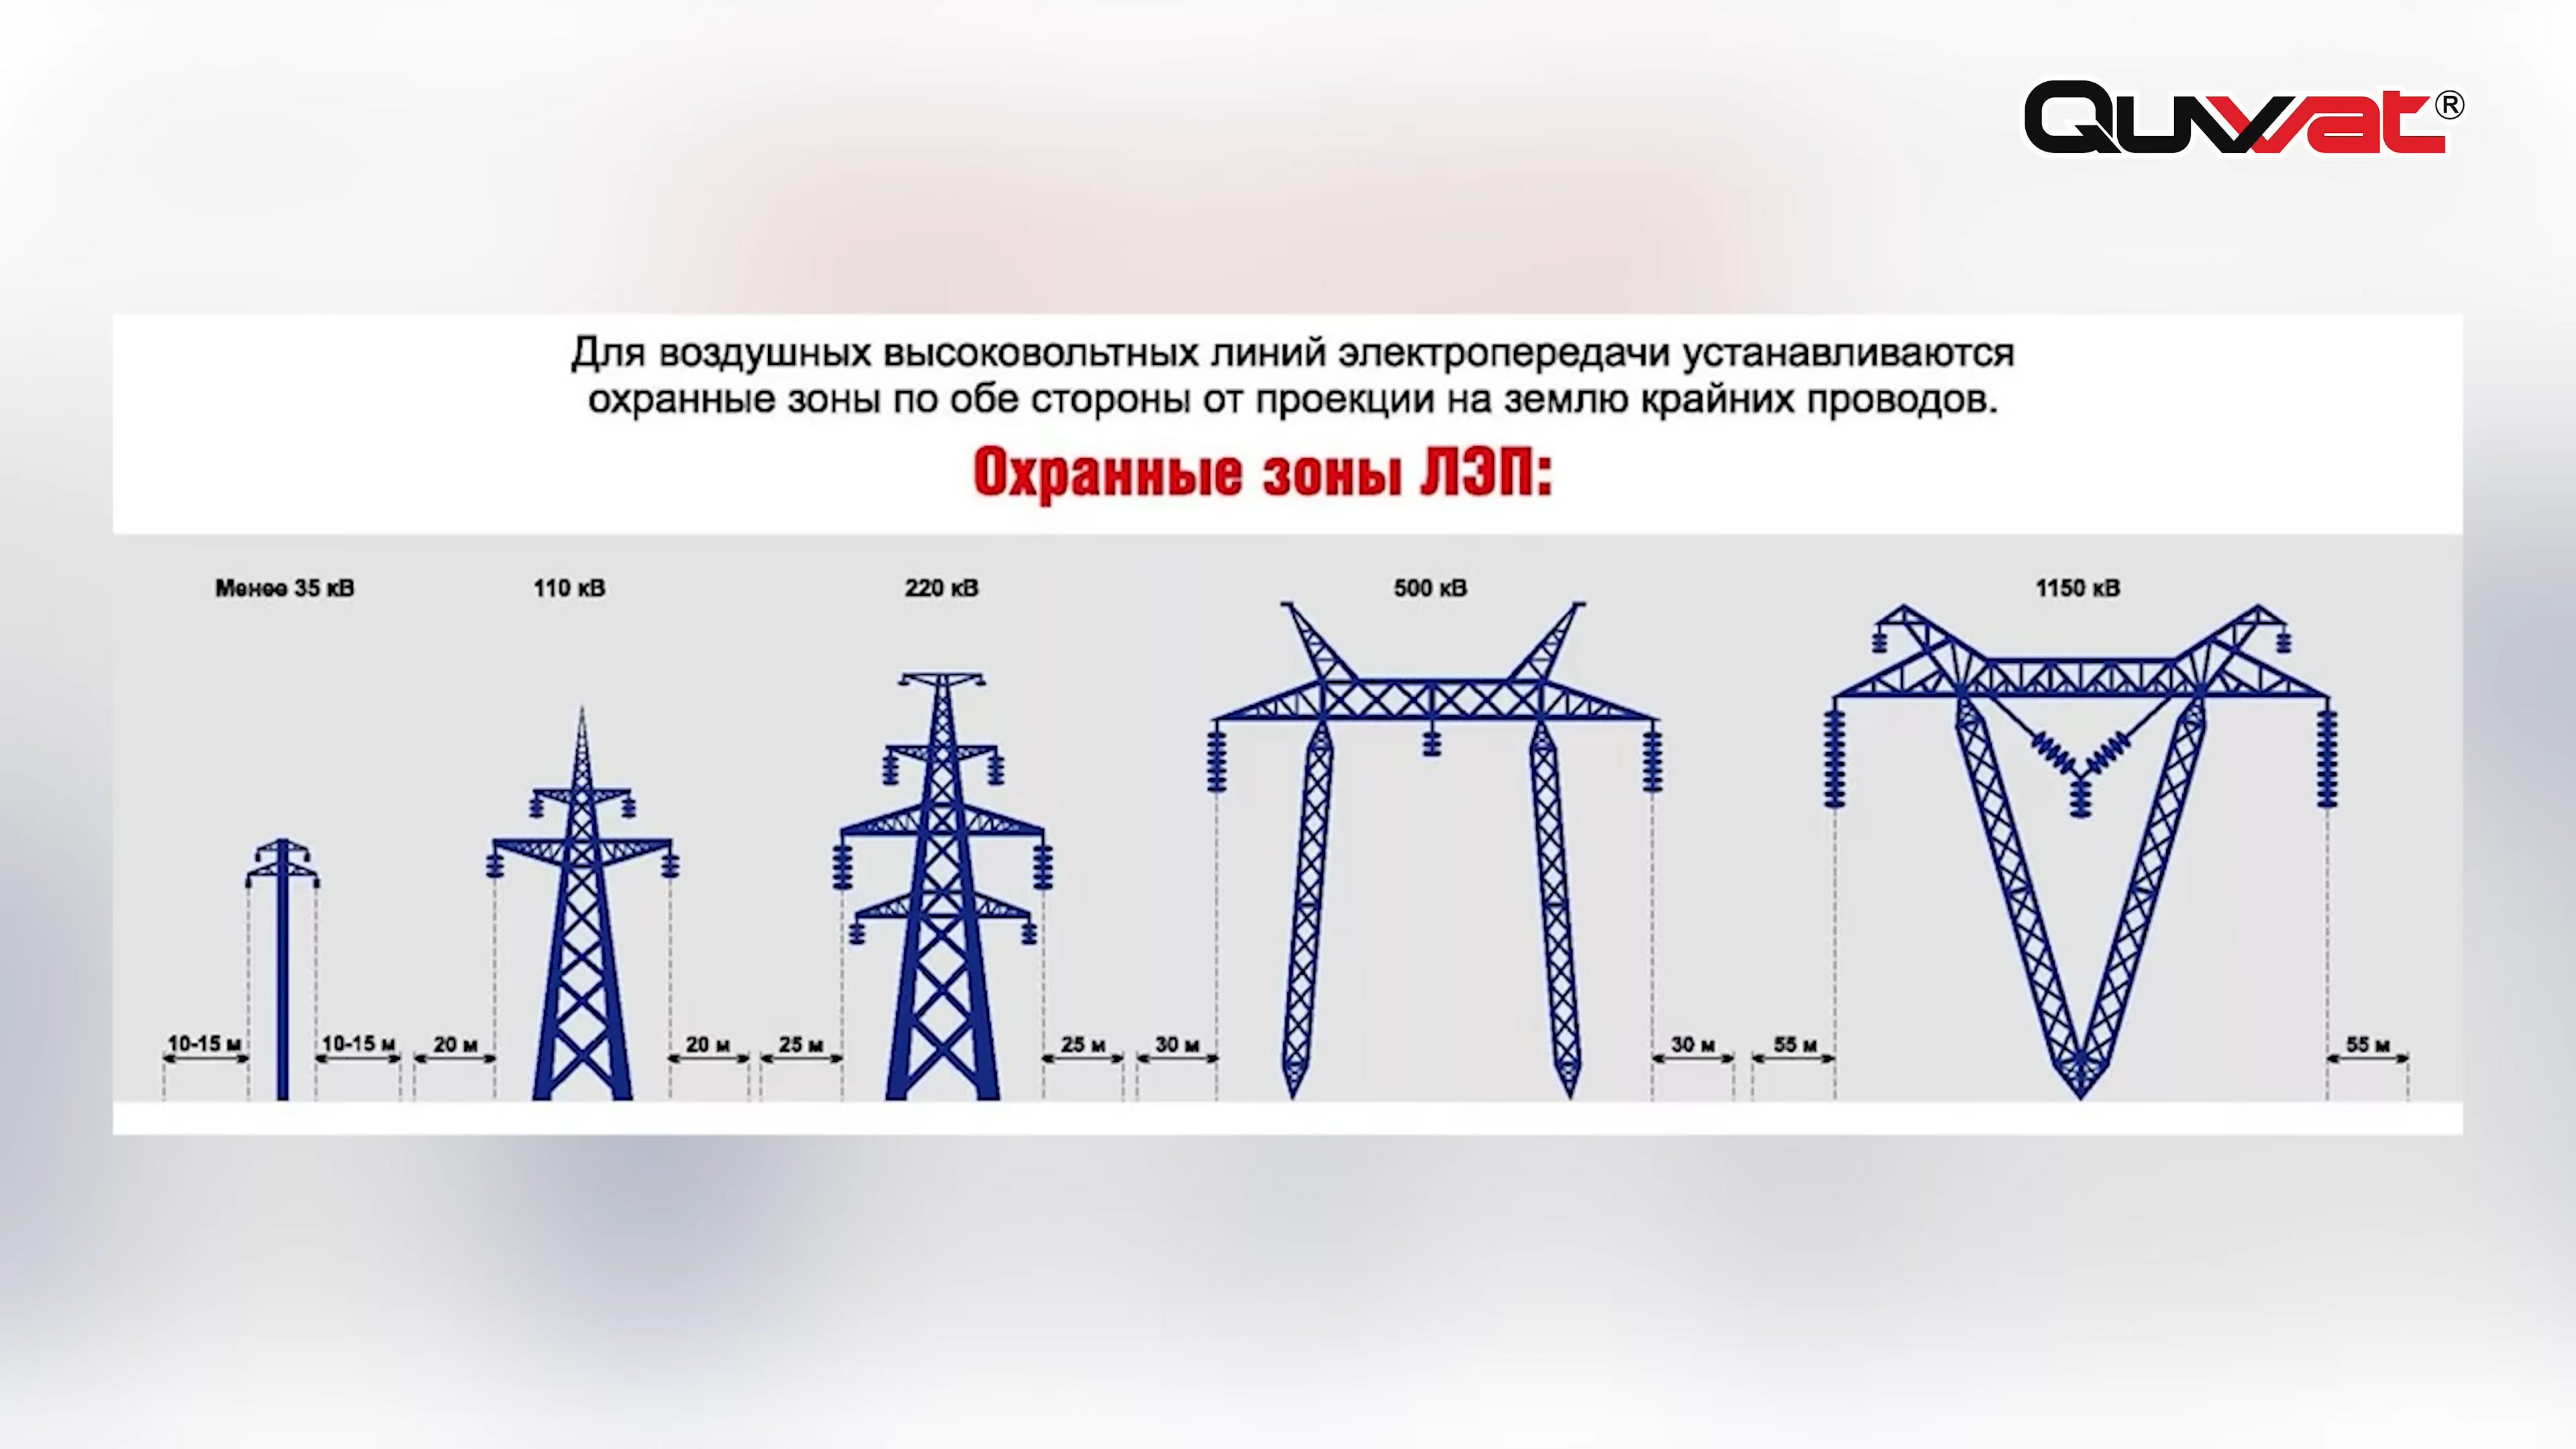 Quvvat®
Для воздушных высоковольтных линий электропередачи устанавливаются
охранные зоны по обе стороны от проекции на землю крайних проводов.
Охранные зоны ЛЭП:
Менее 35 кВ
110 кВ
220 кВ
500 кВ
1150 кВ
10-15 м
10-15 м
20 м
20 м
25 м
25 м
30 м
30 м
55 м
55 м